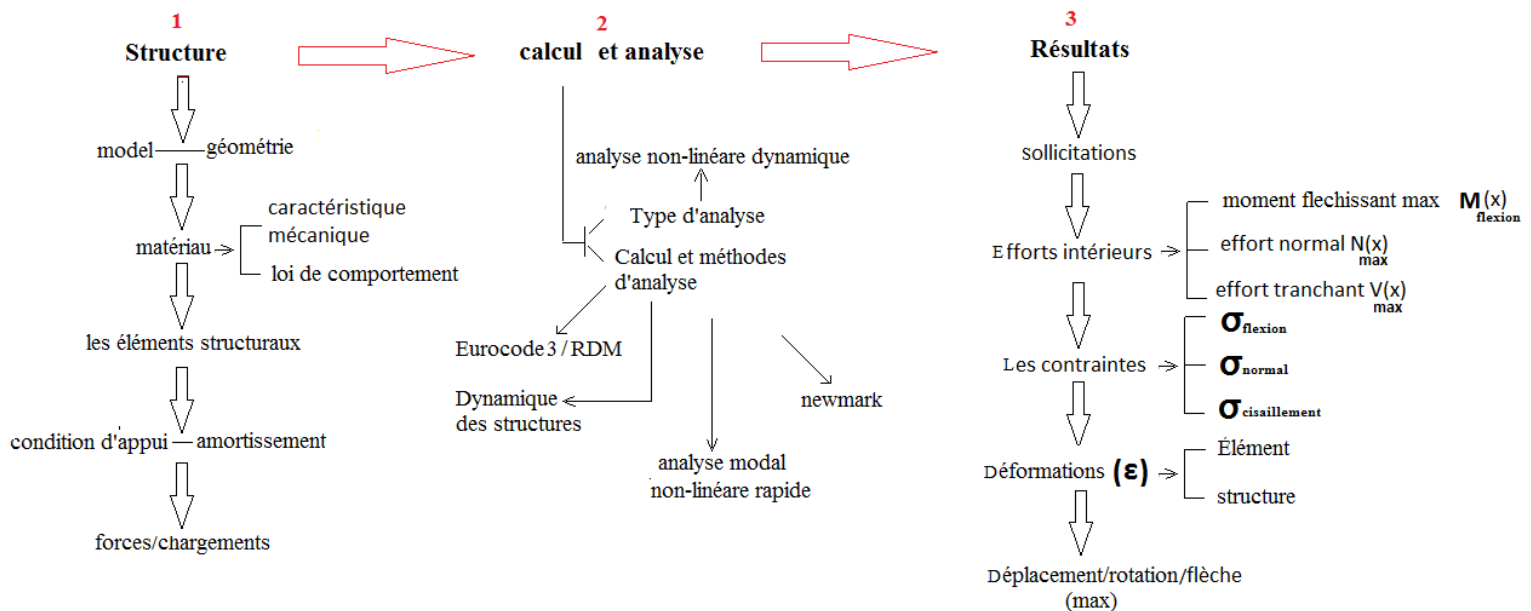 1
Structure
model
géométrie
matériau
caractéristique
mécanique
loi de comportement
les éléments structuraux
condition d'appui
amortissement
forces/chargements
2
calcul et analyse
analyse non-linéare dynamique
Type d'analyse
Calcul et méthodes
d'analyse
Eurocode 3 / RDM
Dynamique
des structures
analyse modal
non-linéare rapide
newmark
3
Résultats
Sollicitations
Efforts intérieurs
moment flechissant max M(x)
flexion
effort normal N(x)
max
effort tranchant V(x)
max
Les contraintes
σflexion
σnormal
σcisaillement
Déformations (ε)
Élément
structure
Déplacement/rotation/flèche
(max)